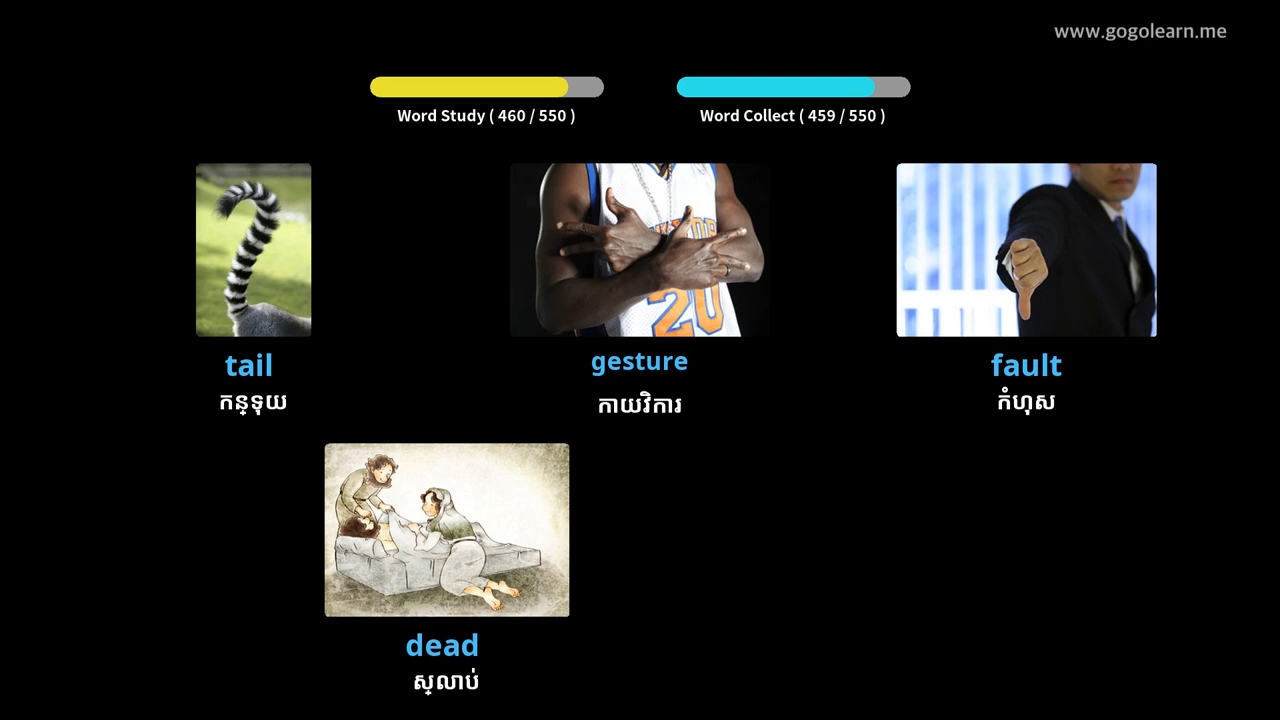 www.gogolearn.me
Word Study ( 460 / 550 )
Word Collect ( 459 / 550 )
20
tail
gesture
fault
កន្ទុយ
កាយវិការ
កំហុស
dead
ស្លាប់